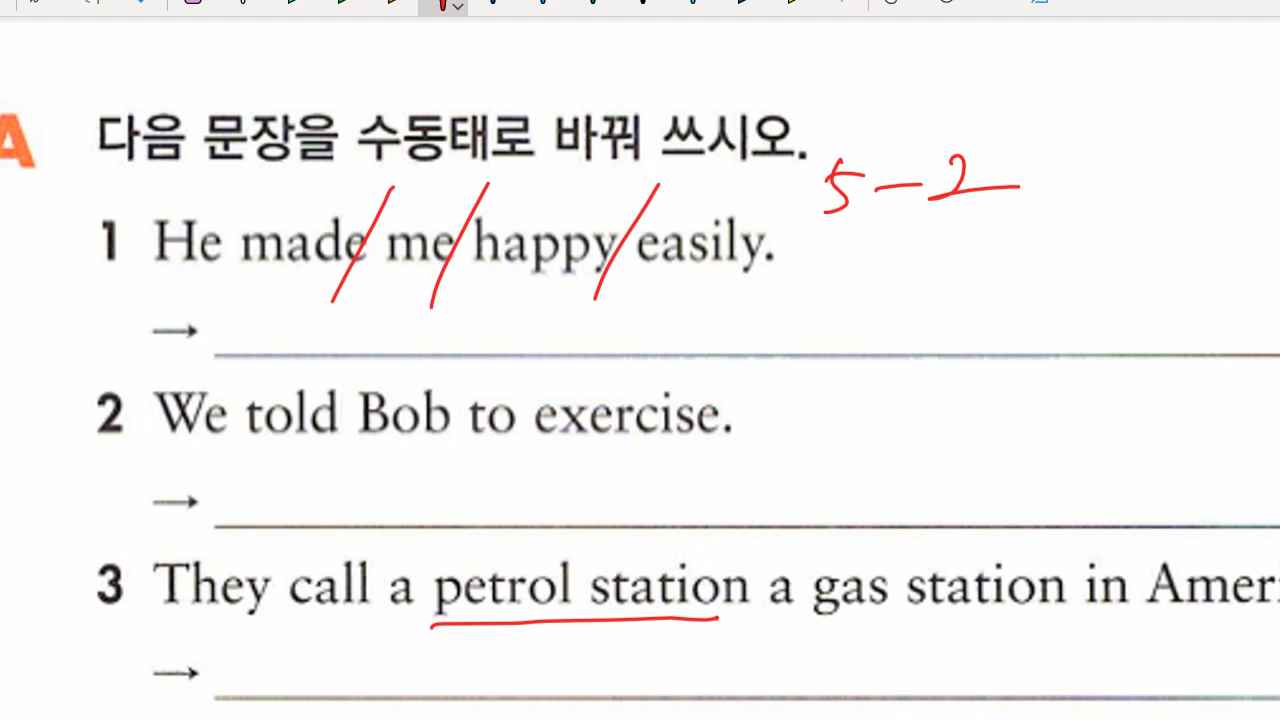 A 다음 문장을 수동태로 바꿔 쓰시오.
5-2
1 He made me happy easily.
→
2 We told Bob to exercise.
→
3 They call a petrol station a gas station in Ameri
→